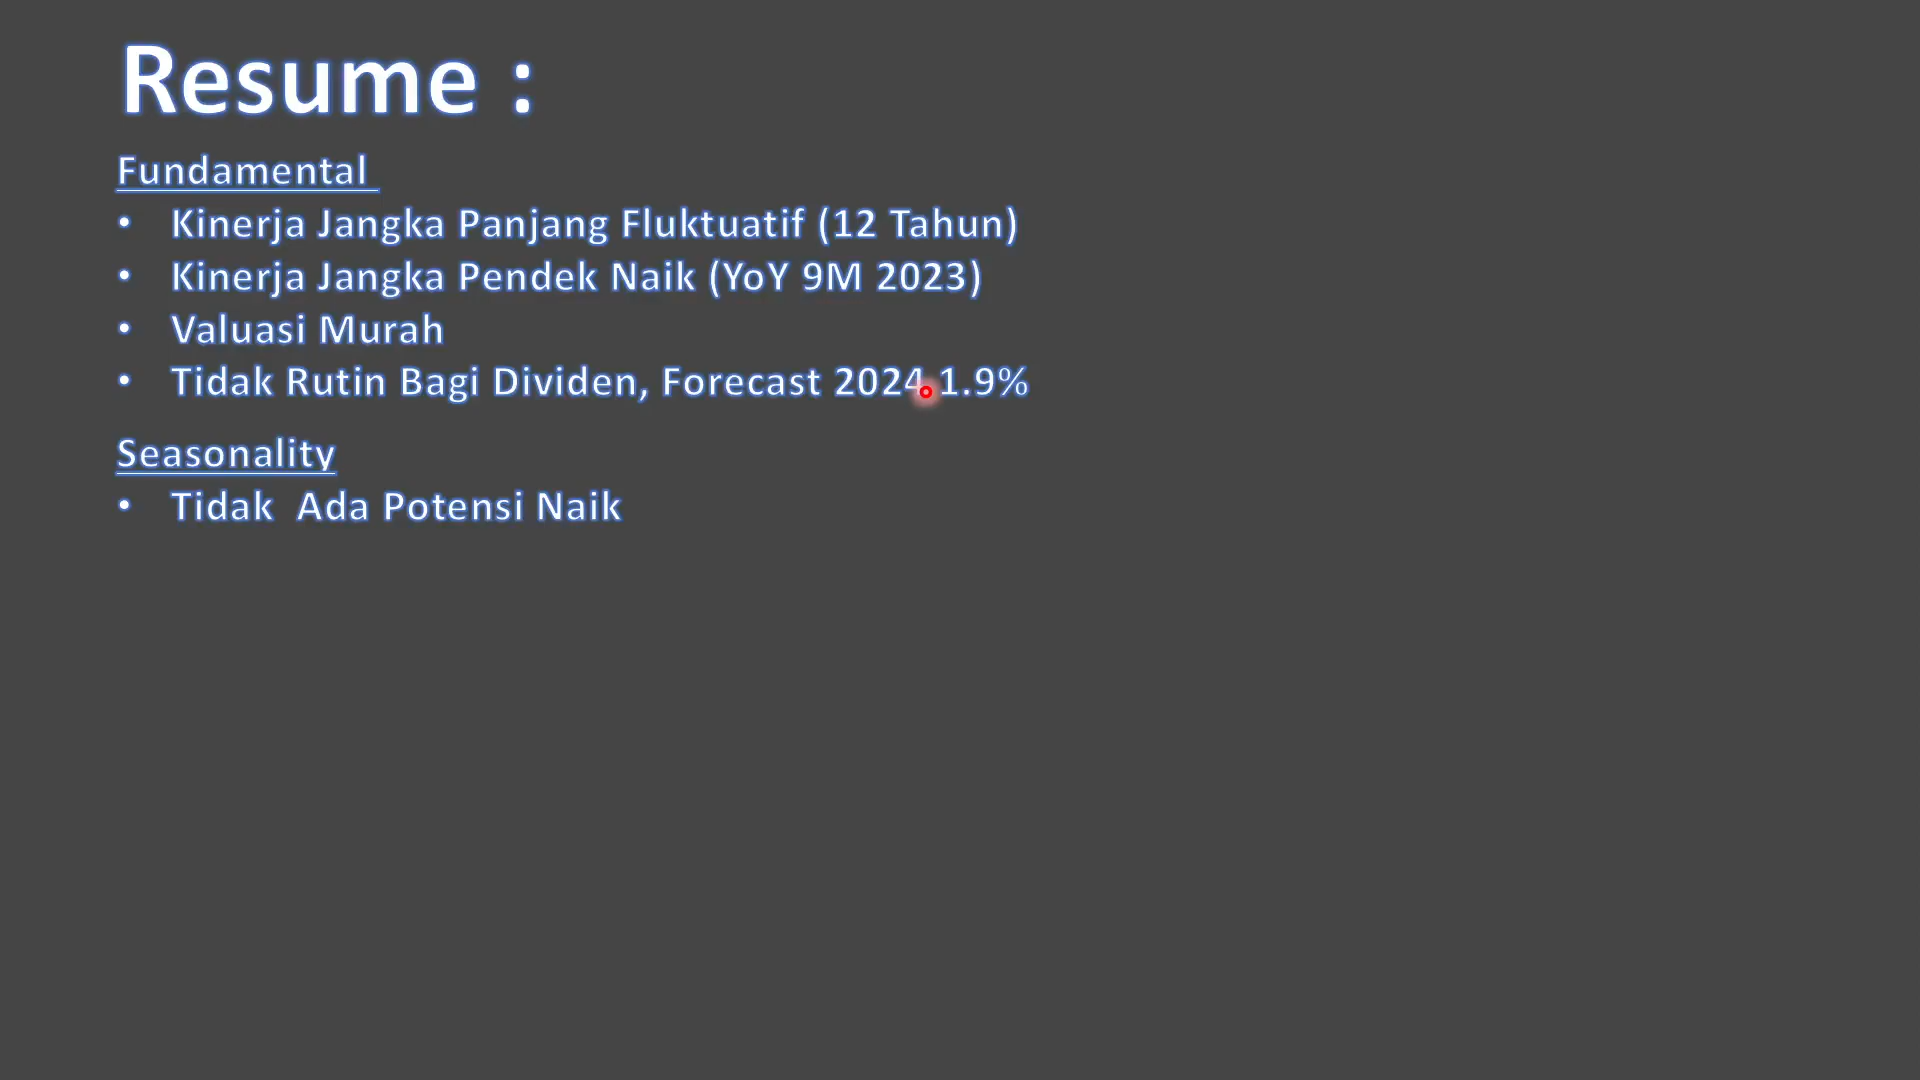 Resume :
Fundamental
• Kinerja Jangka Panjang Fluktuatif (12 Tahun)
• Kinerja Jangka Pendek Naik (YoY 9M 2023)
• Valuasi Murah
• Tidak Rutin Bagi Dividen, Forecast 2024 1.9%
Seasonality
• Tidak  Ada Potensi Naik